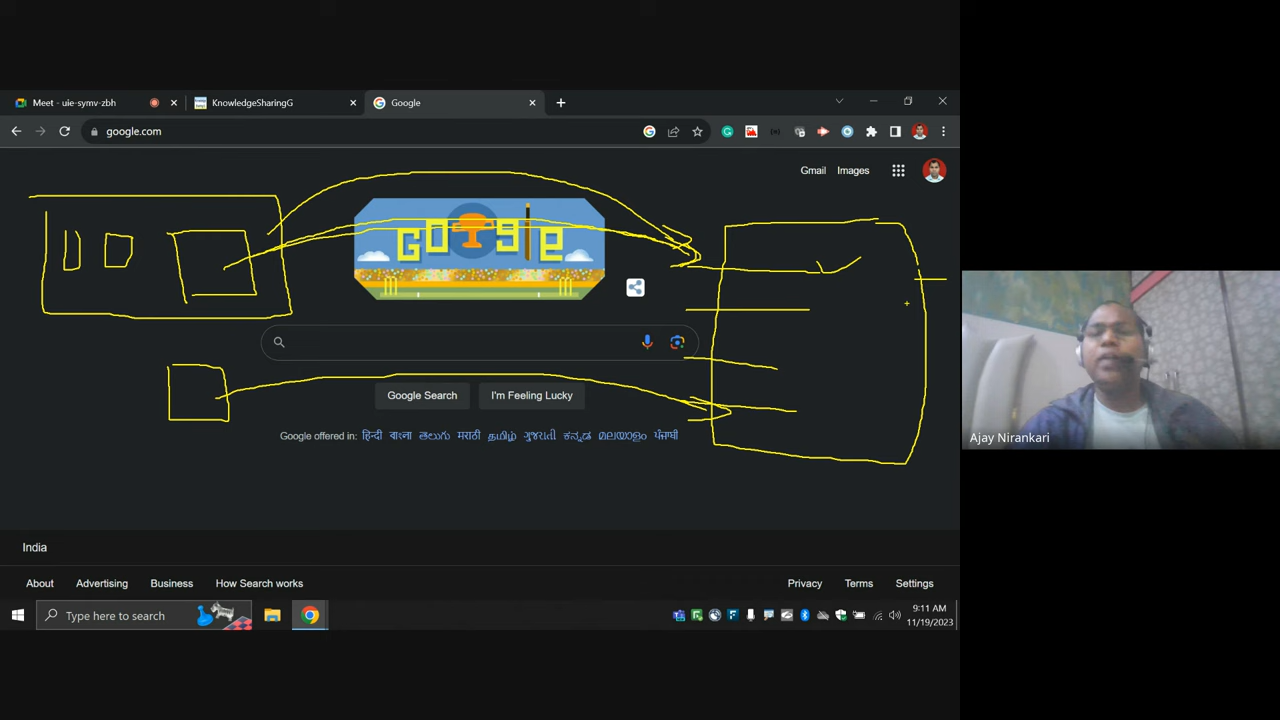 Meet - uie-symv-zbh
KnowledgeSharingG
Google
google.com
Gmail
Images
Google
Google Search
I'm Feeling Lucky
Google offered in: हिन्दी বাংলা తెలుగు मराठी தமிழ் ગુજરાતી ಕನ್ನಡ മലയാളം ਪੰਜਾਬੀ
Ajay Nirankari
India
About
Advertising
Business
How Search works
Privacy
Terms
Settings
Type here to search
9:11 AM
11/19/2023